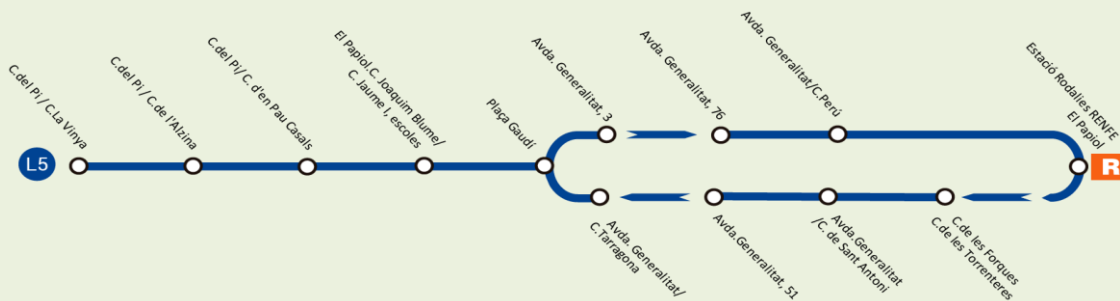 L5
C.del Pi / C.La Vinya
C.del Pi / C.de l'Alzina
C.del Pi/ C. d'en Pau Casals
El Papiol.C. Joaquim Blume/
C. Jaume I, escoles
Plaça Gaudí
Avda. Generalitat, 3
Avda. Generalitat, 76
Avda. Generalitat/C.Perú
Estació Rodalies RENFE
El Papiol
R
Avda. Generalitat/
C.Tarragona
Avda.Generalitat, 51
Avda.Generalitat
/C. de Sant Antoni
C.de les Forques
C.de les Torrenteres